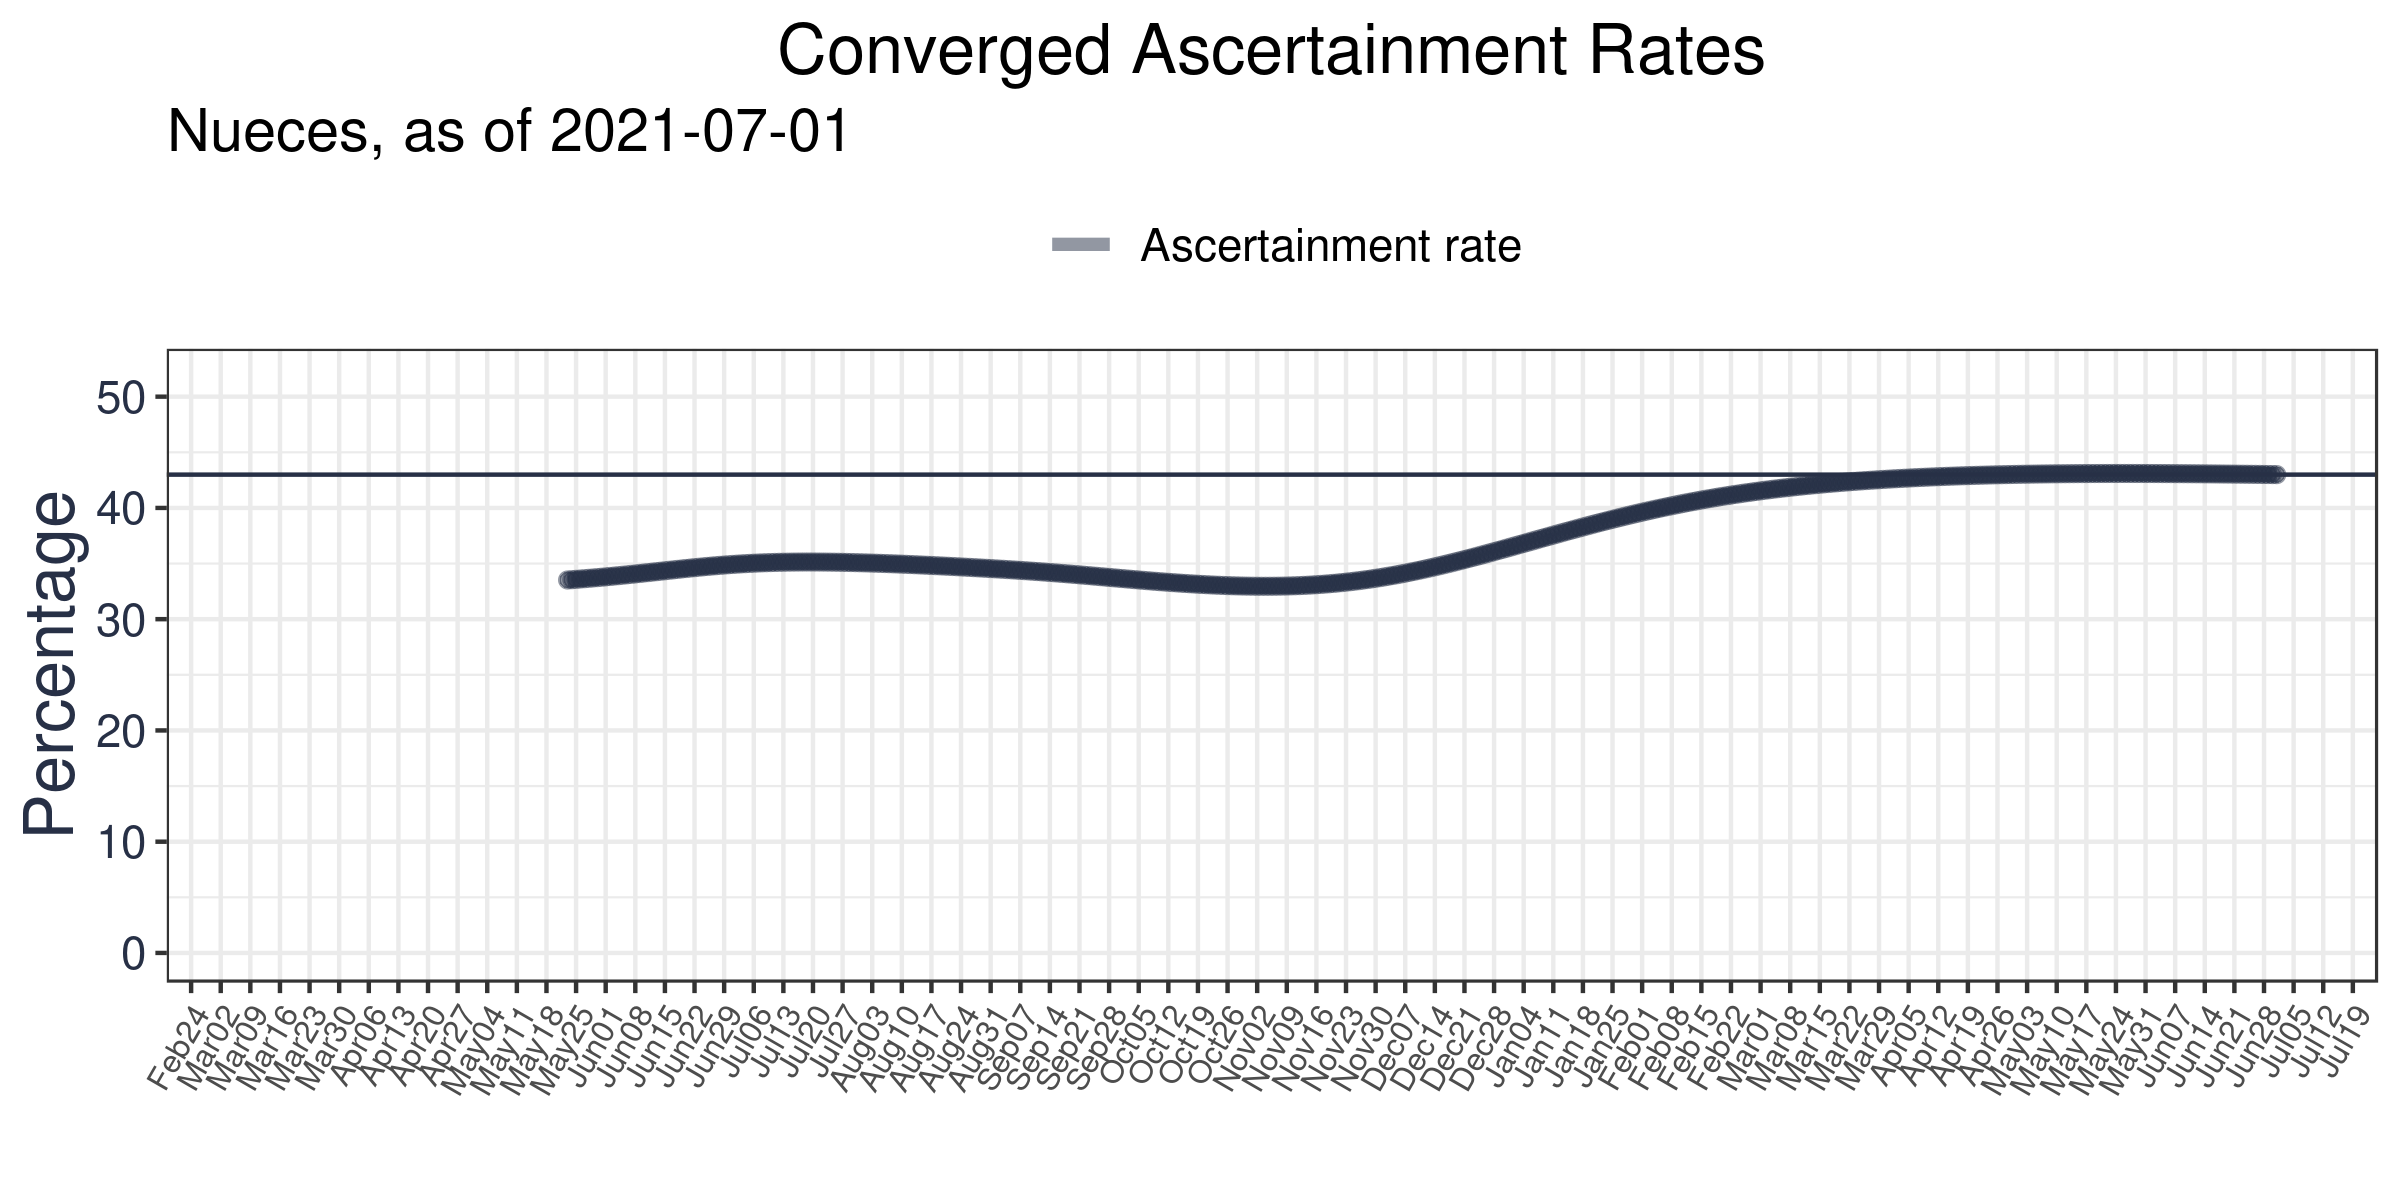 Converged Ascertainment Rates
Nueces, as of 2021-07-01
Ascertainment rate
Percentage
50
40
30
20
10
0
Feb24
Mar02
Mar09
Mar16
Mar23
Mar30
Apr06
Apr13
Apr20
Apr27
May04
May11
May18
May25
Jun01
Jun08
Jun15
Jun22
Jun29
Jul06
Jul13
Jul20
Jul27
Aug03
Aug10
Aug17
Aug24
Aug31
Sep07
Sep14
Sep21
Sep28
Oct05
Oct12
Oct19
Oct26
Nov02
Nov09
Nov16
Nov23
Nov30
Dec07
Dec14
Dec21
Dec28
Jan04
Jan11
Jan18
Jan25
Feb01
Feb08
Feb15
Feb22
Mar01
Mar08
Mar15
Mar22
Mar29
Apr05
Apr12
Apr19
Apr26
May03
May10
May17
May24
May31
Jun07
Jun14
Jun21
Jun28
Jul05
Jul12
Jul19